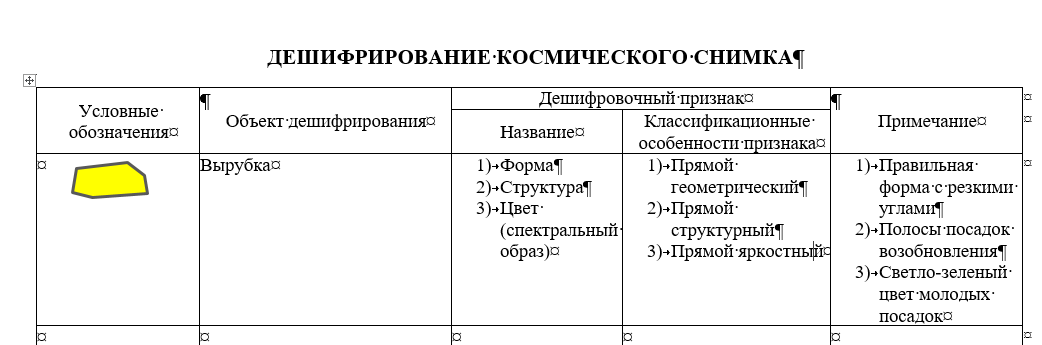 ДЕШИФРИРОВАНИЕ КОСМИЧЕСКОГО СНИМКА¶
Условные
обозначения¤
¶
Объект дешифрирования¤
Дешифровочный признак¤
Название¤
Классификационные
особенности признака¤
¶
Примечание¤
¤
Вырубка¤
1) Форма¶
2) Структура¶
3) Цвет
(спектральный
образ)¤
1) Прямой
геометрический¶
2) Прямой
структурный¶
3) Прямой яркостный¤
1) Правильная
форма с резкими
углами¶
2) Полосы посадок
возобновления¶
3) Светло-зеленый
цвет молодых
посадок¤